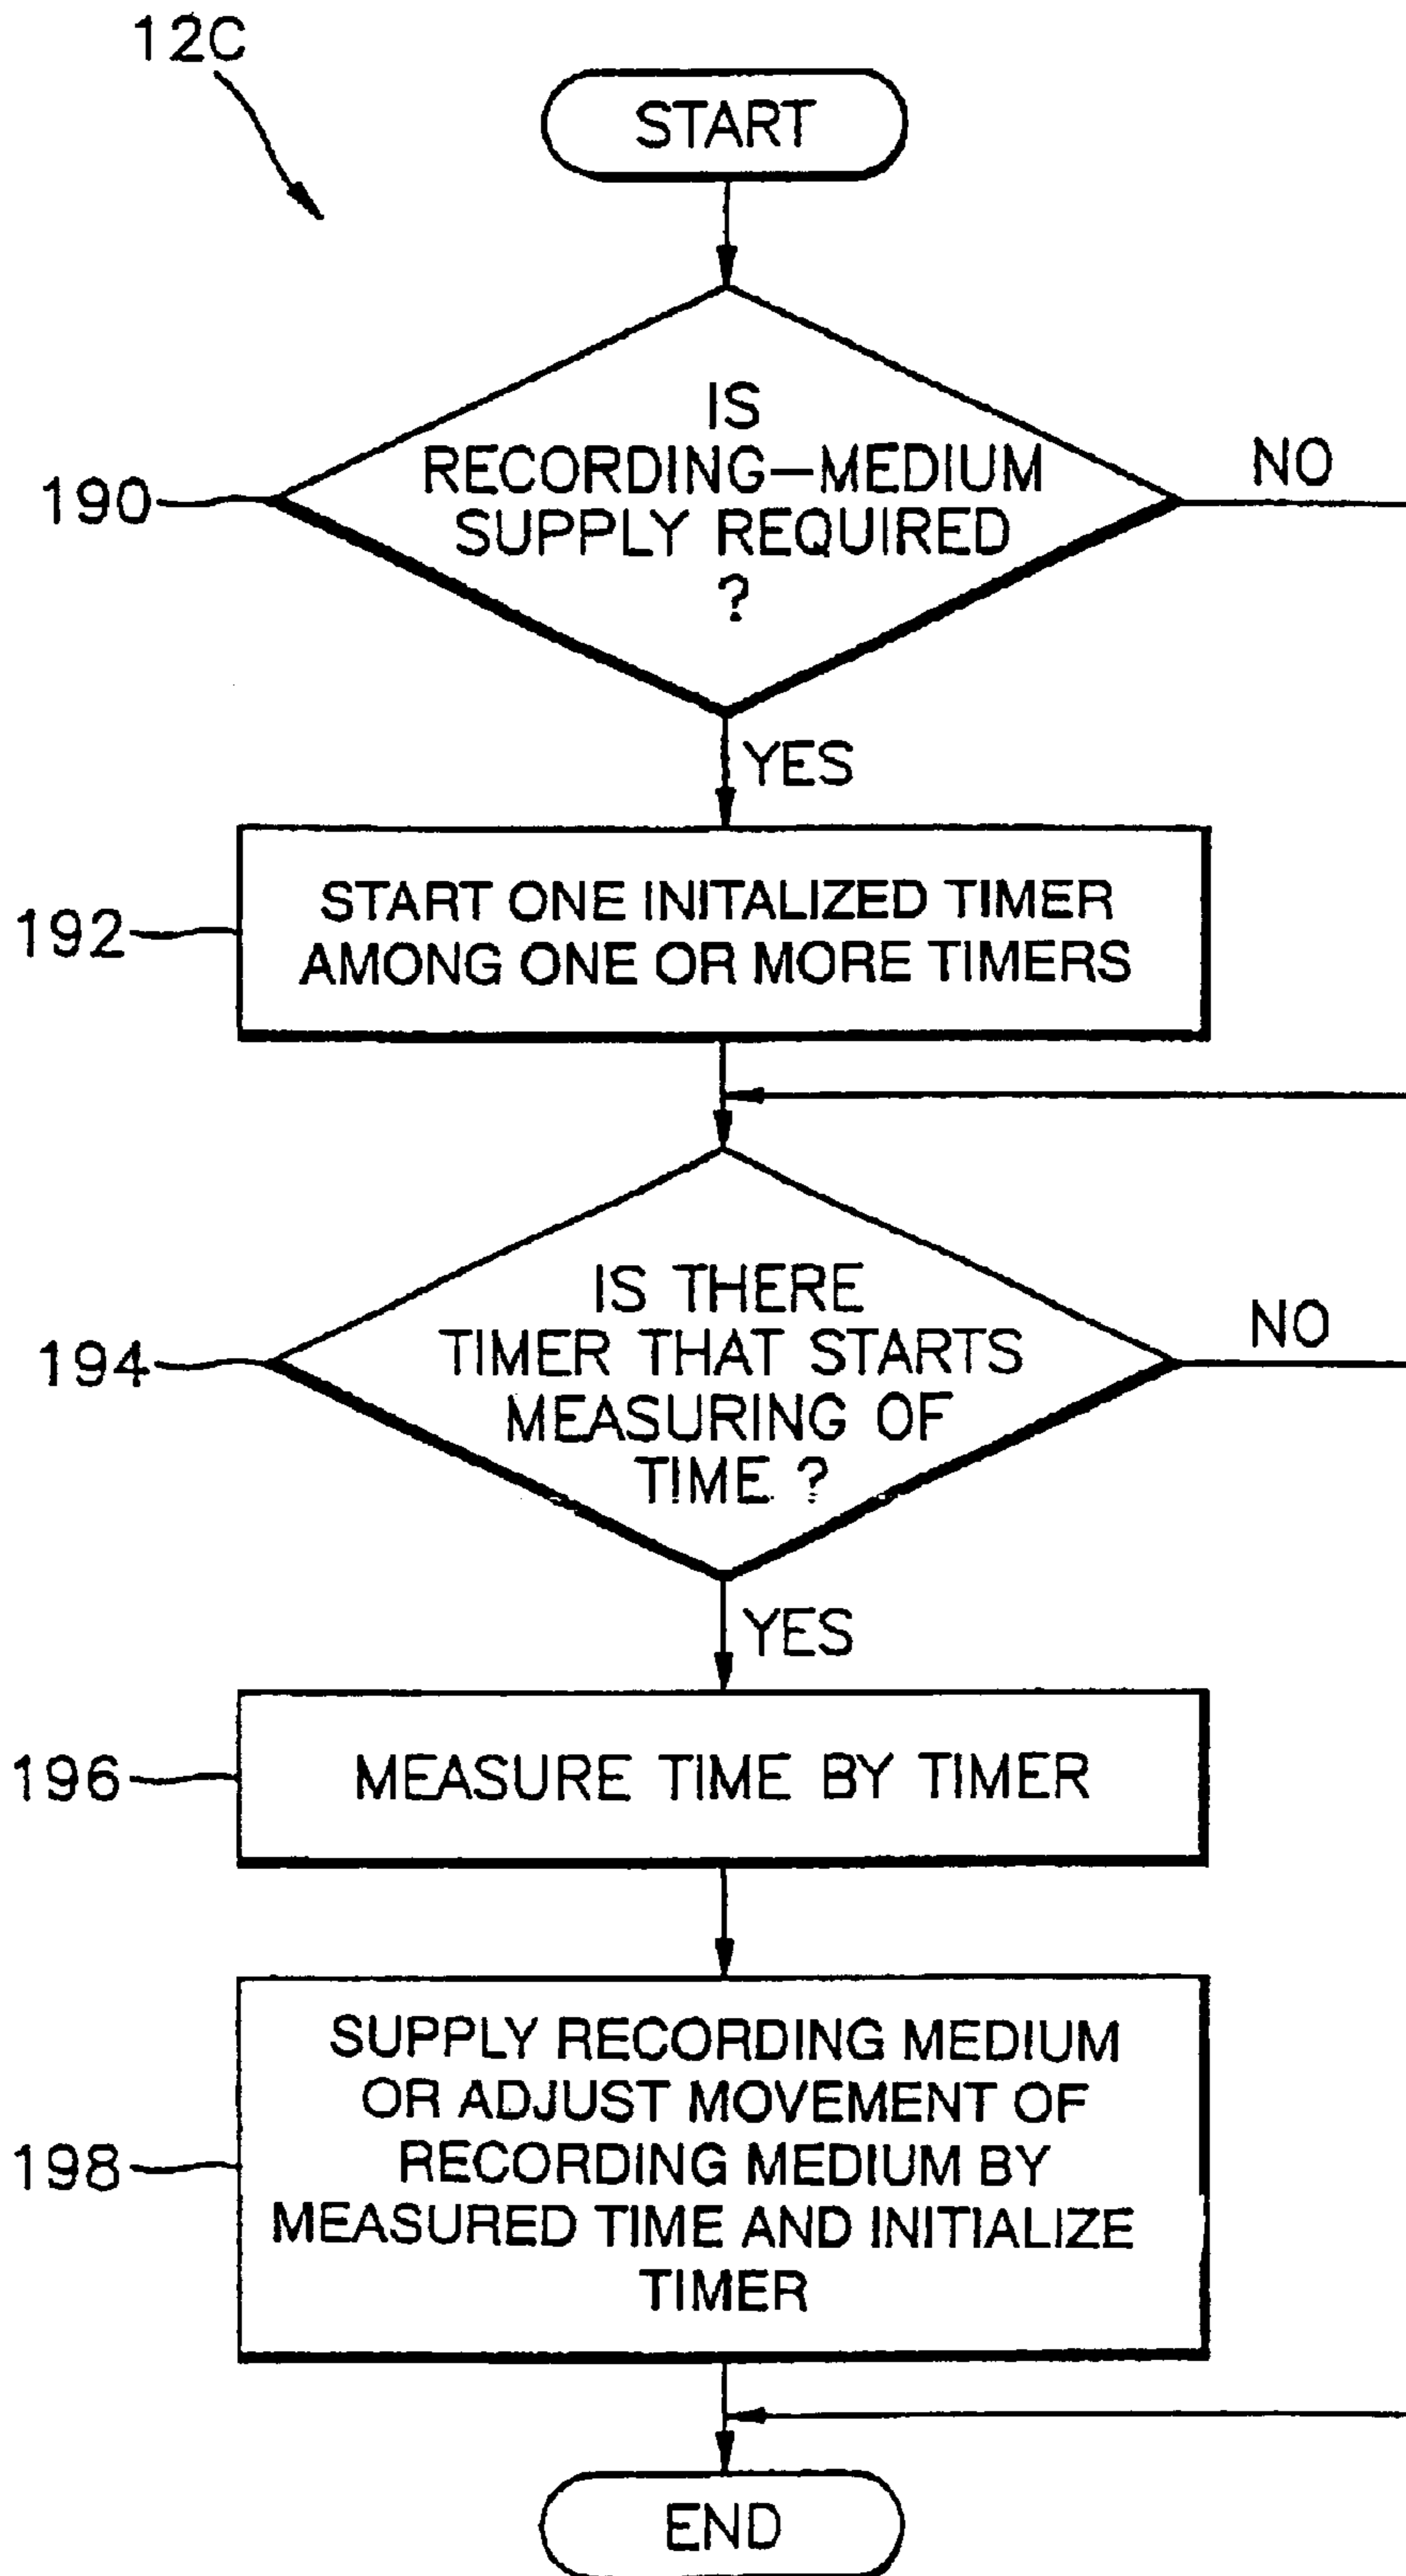 12C
START
IS
RECORDING-MEDIUM
SUPPLY REQUIRED
?
NO
190
YES
START ONE INITALIZED TIMER
AMONG ONE OR MORE TIMERS
192
IS THERE
TIMER THAT STARTS
MEASURING OF
TIME ?
NO
194
YES
MEASURE TIME BY TIMER
196
SUPPLY RECORDING MEDIUM
OR ADJUST MOVEMENT OF
RECORDING MEDIUM BY
MEASURED TIME AND INITIALIZE
TIMER
198
END